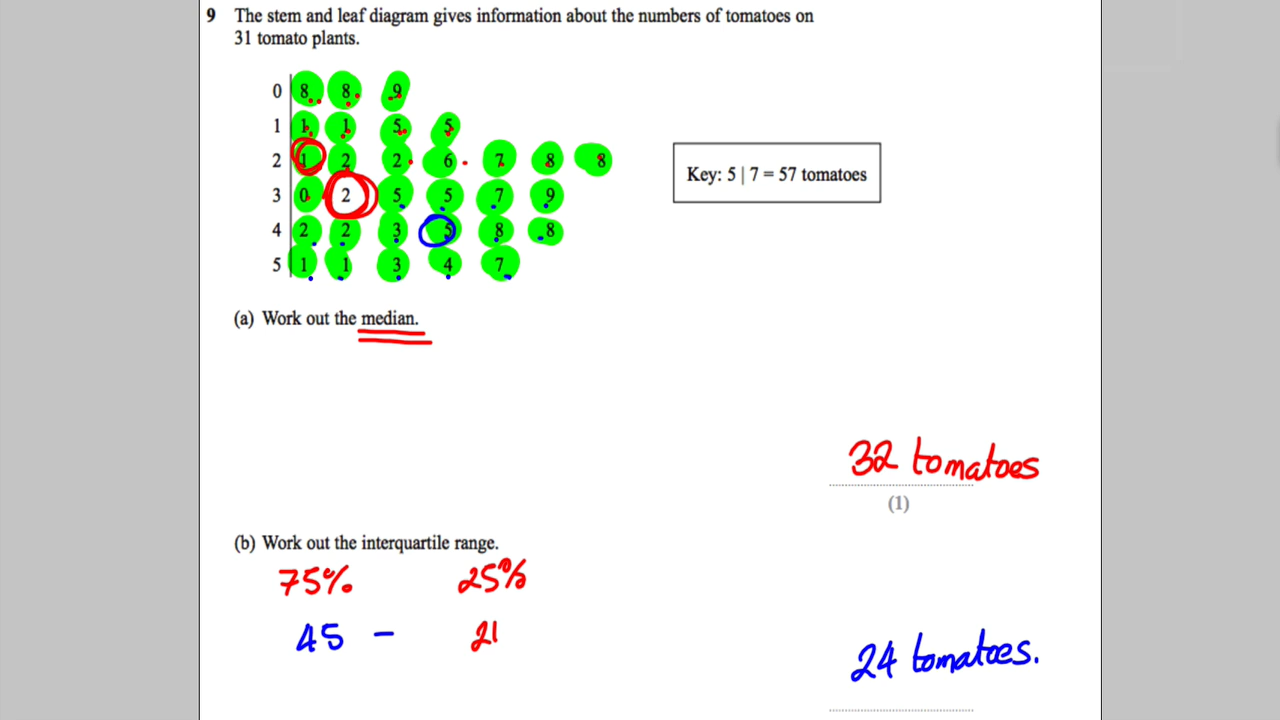 9 The stem and leaf diagram gives information about the numbers of tomatoes on
31 tomato plants.
0 | 8 8 9
1 | 1 1 5 5
2 | 1 2 2 6 7 8 8
3 | 0 2 5 5 7 9
4 | 2 2 3 5 8 8
5 | 1 1 3 4 7
Key: 5 | 7 = 57 tomatoes
(a) Work out the median.
32 tomatoes
(1)
(b) Work out the interquartile range.
75% 25%
45 - 21
24 tomatoes.